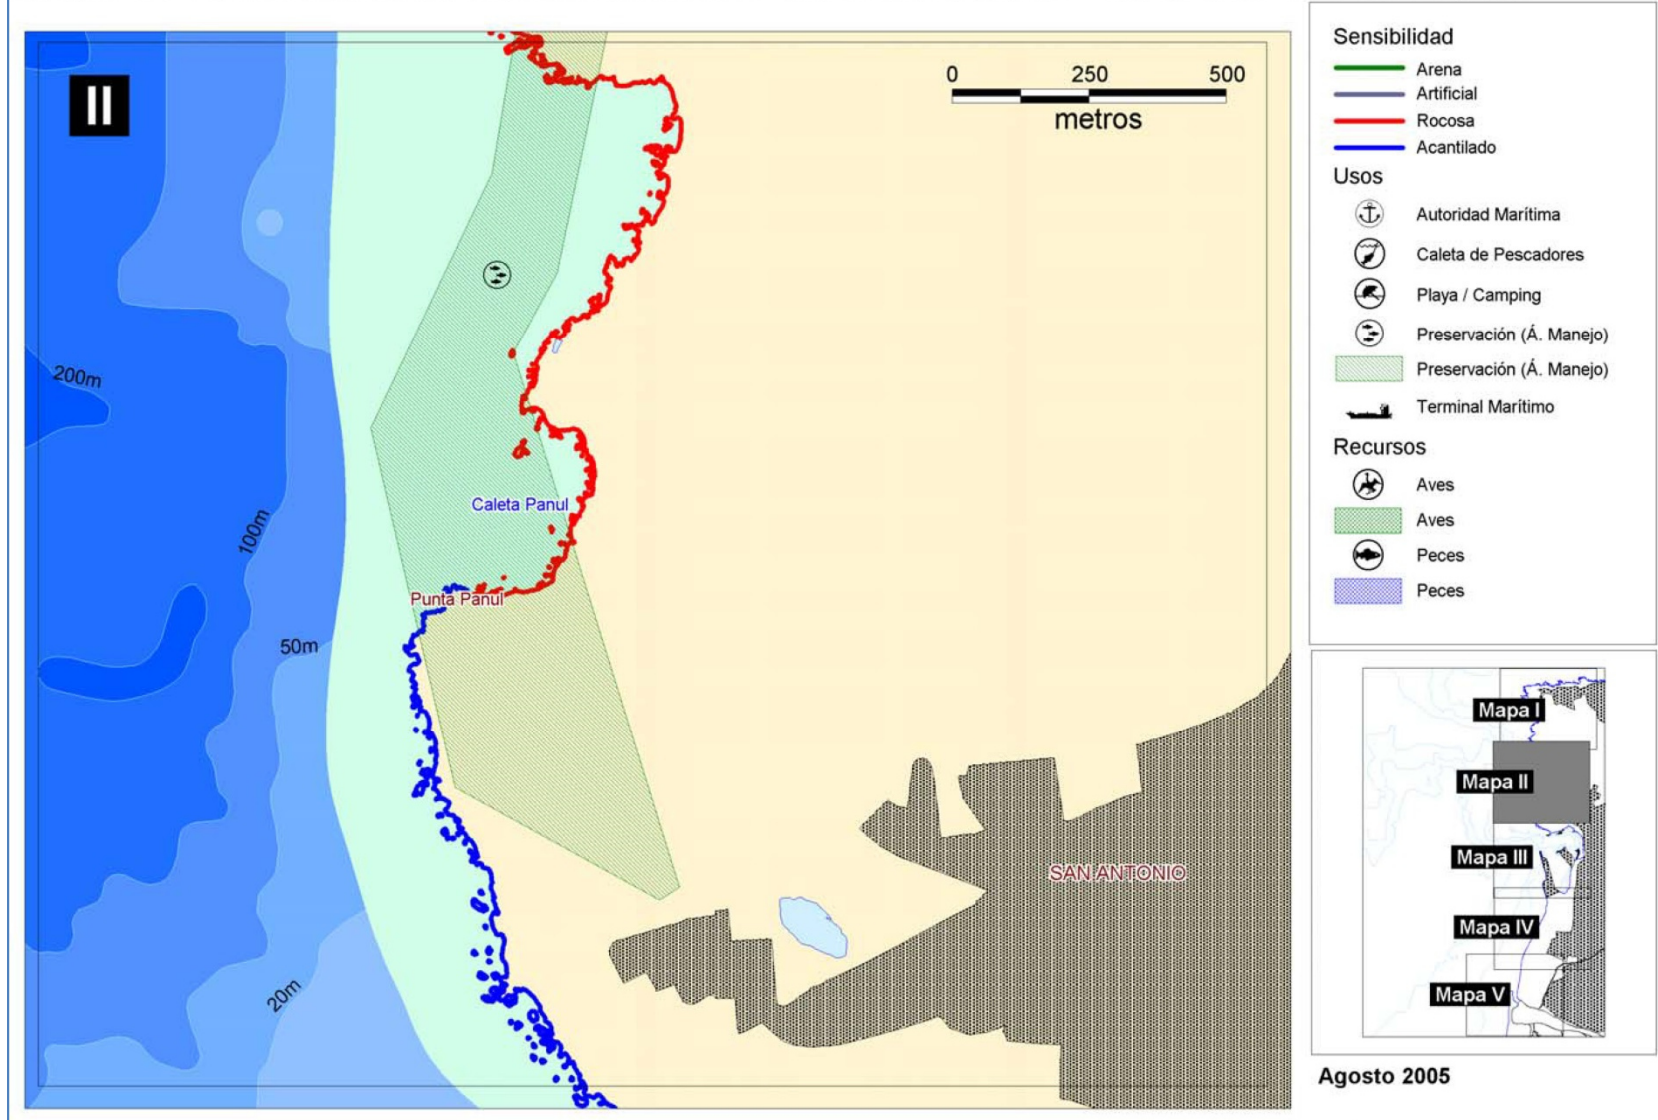 II
0 250 500
metros
200m
100m
Caleta Panul
Punta Panul
50m
SAN ANTONIO
20m
Sensibilidad
Arena
Artificial
Rocosa
Acantilado
Usos
Autoridad Marítima
Caleta de Pescadores
Playa / Camping
Preservación (Á. Manejo)
Preservación (Á. Manejo)
Terminal Marítimo
Recursos
Aves
Aves
Peces
Peces
Mapa I
Mapa II
Mapa III
Mapa IV
Mapa V
Agosto 2005